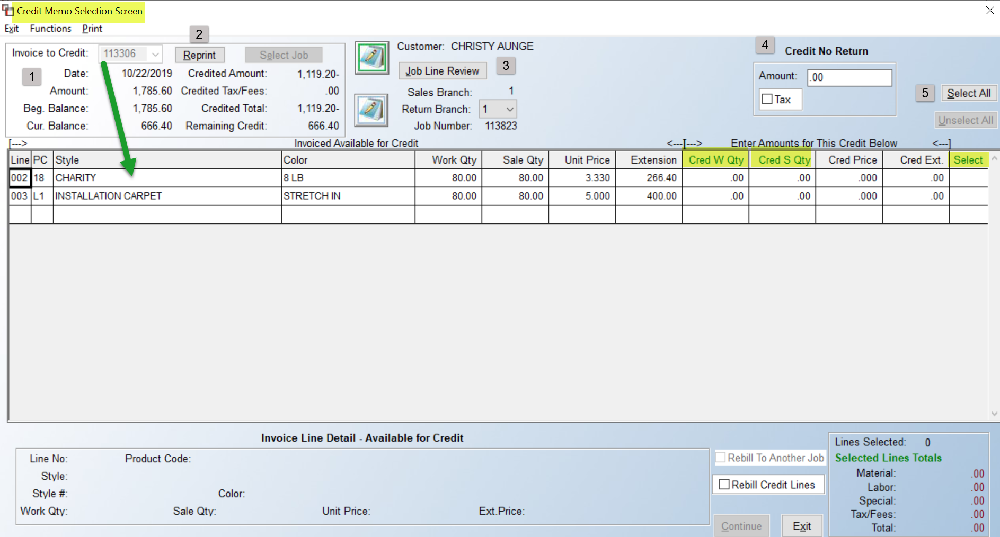 Credit Memo Selection Screen
Exit Functions Print
2
Invoice to Credit: 113306 Reprint Select Job
1
Date: 10/22/2019 Credited Amount: 1,119.20-
Amount: 1,785.60 Credited Tax/Fees: .00
Beg. Balance: 1,785.60 Credited Total: 1,119.20-
Cur. Balance: 666.40 Remaining Credit: 666.40
Customer: CHRISTY AUNGE
Job Line Review 3
Sales Branch: 1
Return Branch: 1
Job Number: 113823
4 Credit No Return
Amount: .00
Tax
5 Select All
Unselect All
[---> Invoiced Available for Credit <---][---> Enter Amounts for This Credit Below <---]
Line PC Style Color Work Qty Sale Qty Unit Price Extension Cred W Qty Cred S Qty Cred Price Cred Ext. Select
002 18 CHARITY 8 LB 80.00 80.00 3.330 266.40 .00 .00 .000 .00
003 L1 INSTALLATION CARPET STRETCH IN 80.00 80.00 5.000 400.00 .00 .00 .000 .00
Invoice Line Detail - Available for Credit
Line No: Product Code:
Style:
Style #: Color:
Work Qty: Sale Qty: Unit Price: Ext.Price:
Rebill To Another Job
Rebill Credit Lines
Continue Exit
Lines Selected: 0
Selected Lines Totals
Material: .00
Labor: .00
Special: .00
Tax/Fees: .00
Total: .00